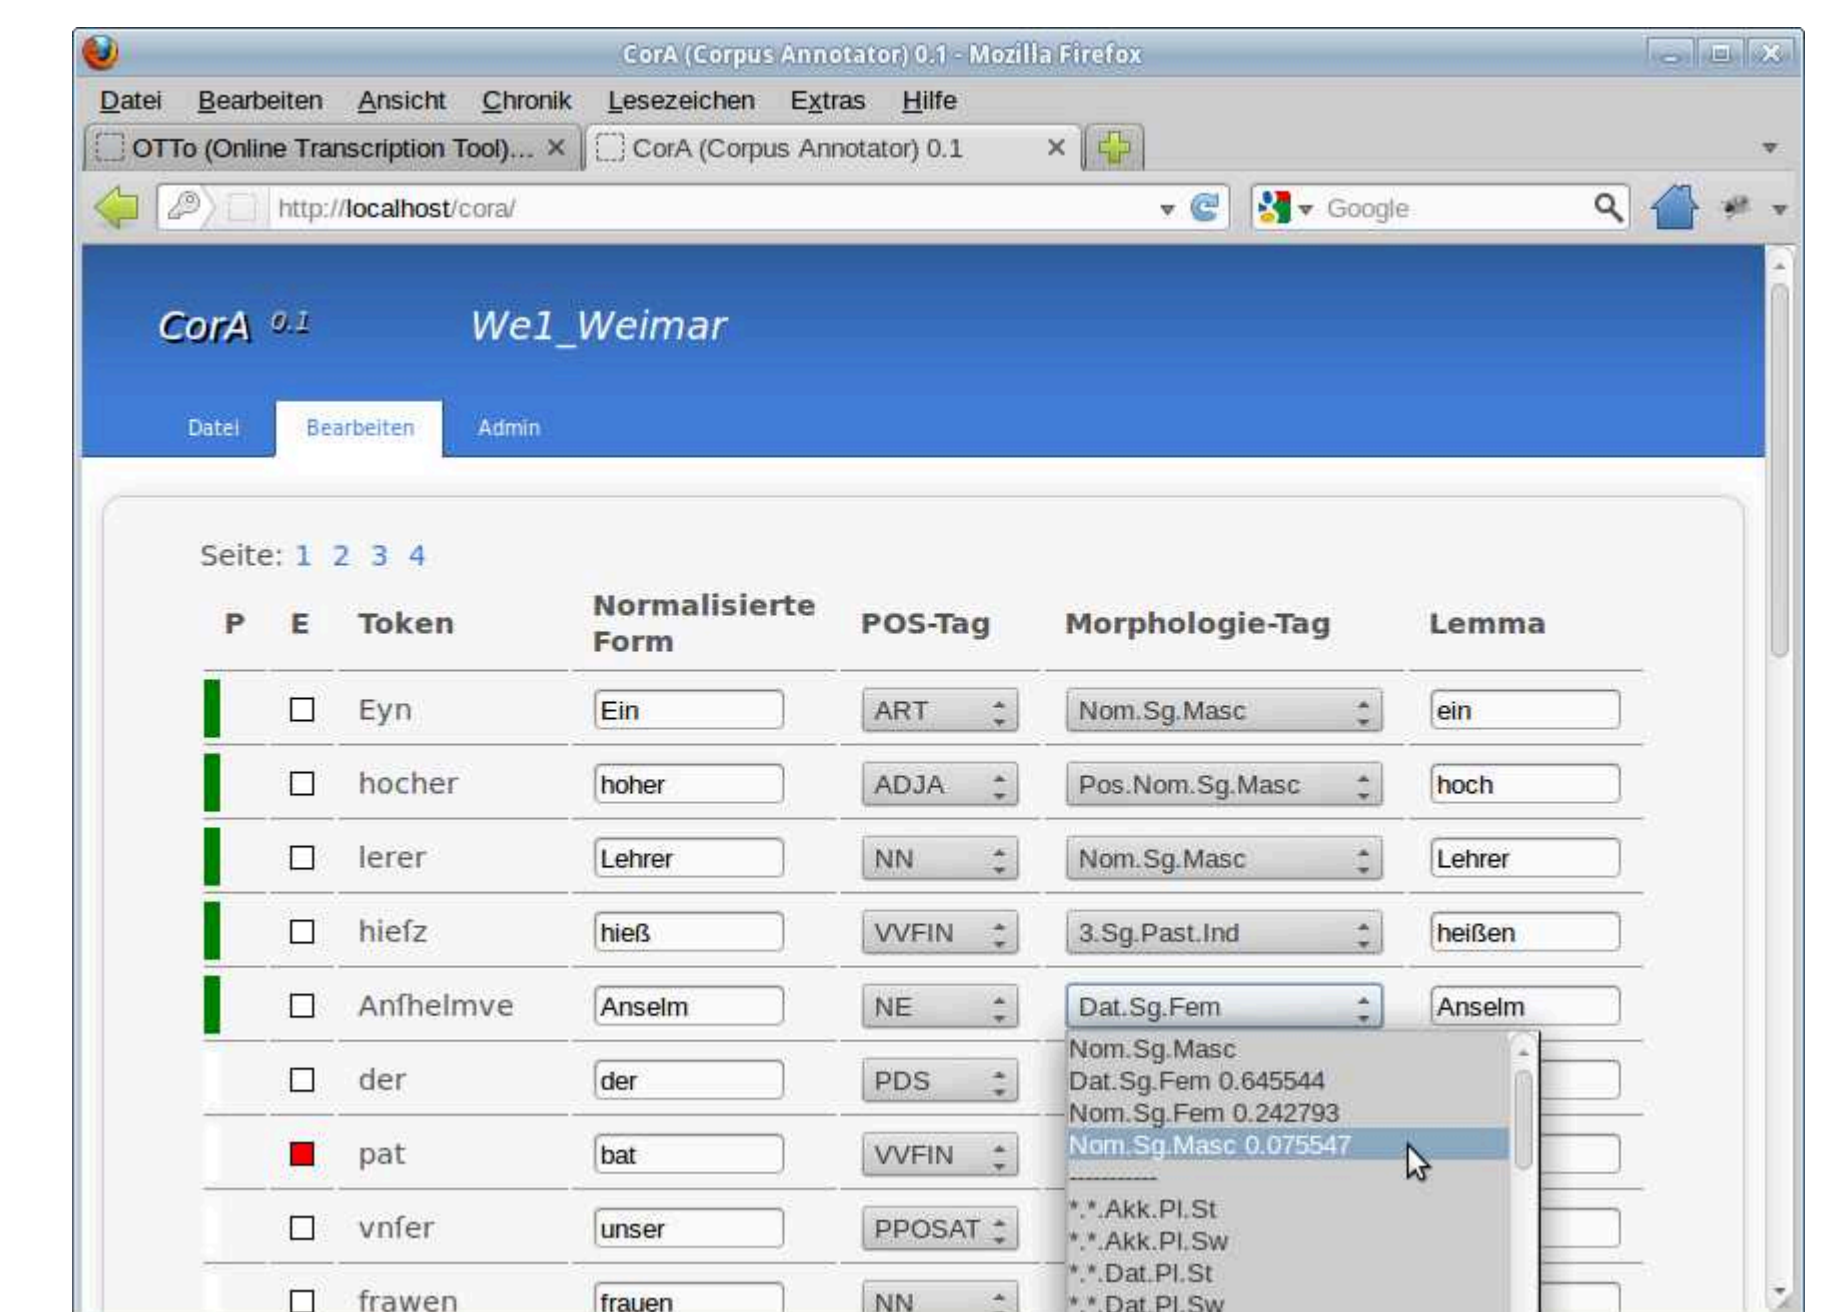 CorA (Corpus Annotator) 0.1 - Mozilla Firefox
Datei Bearbeiten Ansicht Chronik Lesezeichen Extras Hilfe
OTTo (Online Transcription Tool)... CorA (Corpus Annotator) 0.1
http://localhost/cora/ Google
CorA 0.1 We1_Weimar
Datei Bearbeiten Admin
Seite: 1 2 3 4
P E Token Normalisierte Form POS-Tag Morphologie-Tag Lemma
Eyn Ein ART Nom.Sg.Masc ein
hocher hoher ADJA Pos.Nom.Sg.Masc hoch
lerer Lehrer NN Nom.Sg.Masc Lehrer
hieſz hieß VVFIN 3.Sg.Past.Ind heißen
Anſhelmve Anselm NE Dat.Sg.Fem Anselm
Nom.Sg.Masc
der der PDS Dat.Sg.Fem 0.645544
Nom.Sg.Fem 0.242793
pat bat VVFIN Nom.Sg.Masc 0.075547
-----------
*.*.Akk.Pl.St
vnſer unser PPOSAT *.*.Akk.Pl.Sw
*.*.Dat.Pl.St
frawen frauen NN *.*.Dat.Pl.Sw